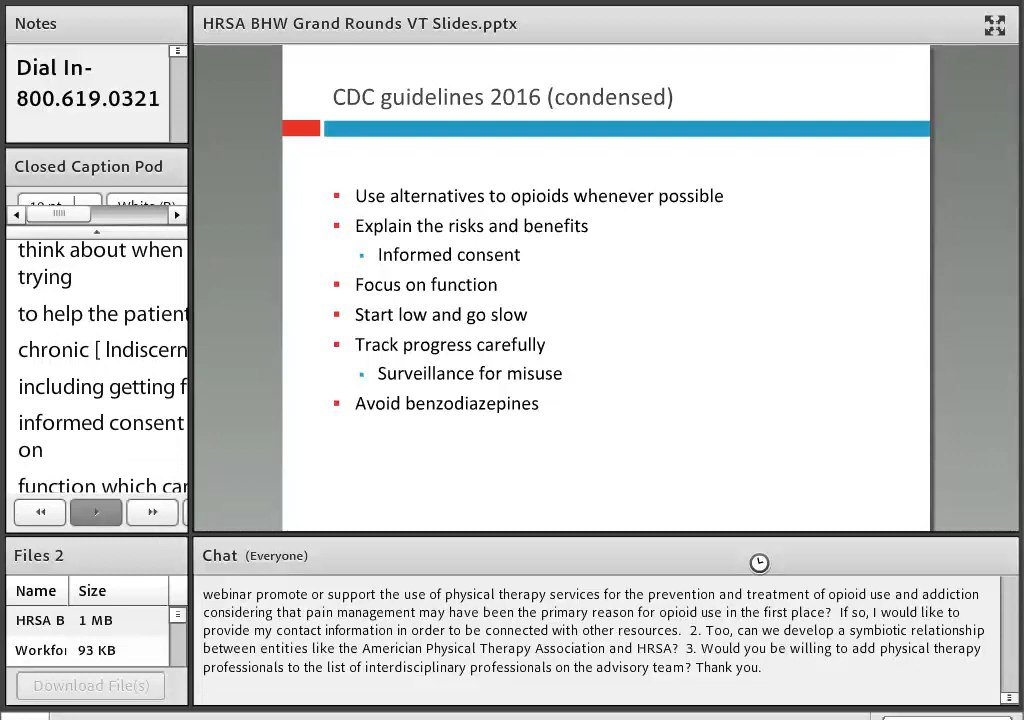 Notes
Dial In-
800.619.0321
Closed Caption Pod
think about when
trying
to help the patient
chronic [ Indiscern
including getting f
informed consent
on
function which car
Files 2
Name Size
HRSA B 1 MB
Workfo 93 KB
Download File(s)
HRSA BHW Grand Rounds VT Slides.pptx
CDC guidelines 2016 (condensed)
Use alternatives to opioids whenever possible
Explain the risks and benefits
Informed consent
Focus on function
Start low and go slow
Track progress carefully
Surveillance for misuse
Avoid benzodiazepines
Chat (Everyone)
webinar promote or support the use of physical therapy services for the prevention and treatment of opioid use and addiction
considering that pain management may have been the primary reason for opioid use in the first place? If so, I would like to
provide my contact information in order to be connected with other resources. 2. Too, can we develop a symbiotic relationship
between entities like the Americian Physical Therapy Association and HRSA? 3. Would you be willing to add physical therapy
professionals to the list of interdisciplinary professionals on the advisory team? Thank you.